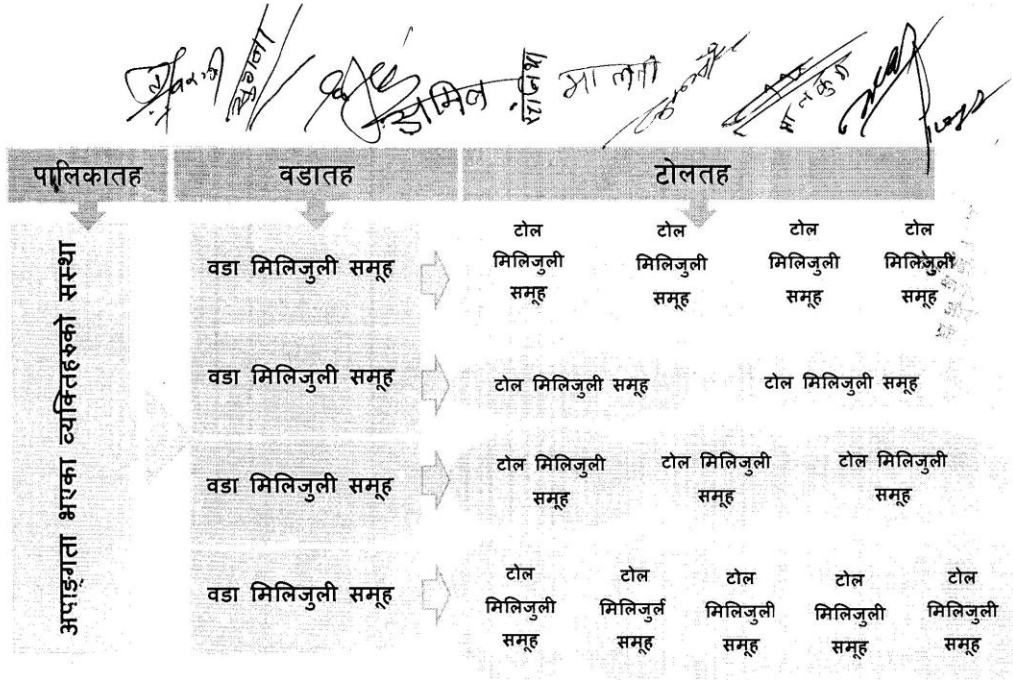 मालती
पालिकातह
वडातह
टोलतह
अपाङ्गता भएका व्यक्तिहरुको संस्था
वडा मिलिजुली समूह
टोल मिलिजुली समूह
टोल मिलिजुली समूह
टोल मिलिजुली समूह
टोल मिलिजुली समूह
वडा मिलिजुली समूह
टोल मिलिजुली समूह
टोल मिलिजुली समूह
वडा मिलिजुली समूह
टोल मिलिजुली
समूह
टोल मिलिजुली
समूह
टोल मिलिजुली
समूह
वडा मिलिजुली समूह
टोल
मिलिजुली
समूह
टोल
मिलिजुर्ल
समूह
टोल
मिलिजुली
समूह
टोल
मिलिजुली
समूह
टोल
मिलिजुली
समूह